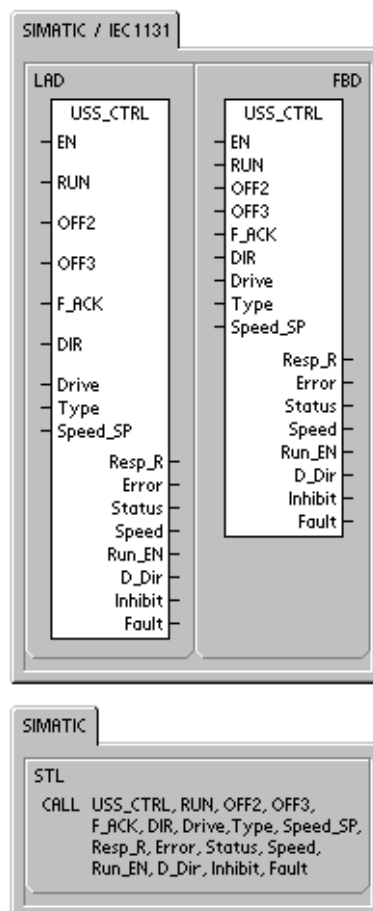 SIMATIC / IEC1131
LAD
USS_CTRL
EN
RUN
OFF2
OFF3
F_ACK
DIR
Drive
Type
Speed_SP
Resp_R
Error
Status
Speed
Run_EN
D_Dir
Inhibit
Fault
FBD
USS_CTRL
EN
RUN
OFF2
OFF3
F_ACK
DIR
Drive
Type
Speed_SP
Resp_R
Error
Status
Speed
Run_EN
D_Dir
Inhibit
Fault
SIMATIC
STL
CALL USS_CTRL, RUN, OFF2, OFF3,
F_ACK, DIR, Drive,Type, Speed_SP,
Resp_R, Error, Status, Speed,
Run_EN, D_Dir, Inhibit, Fault